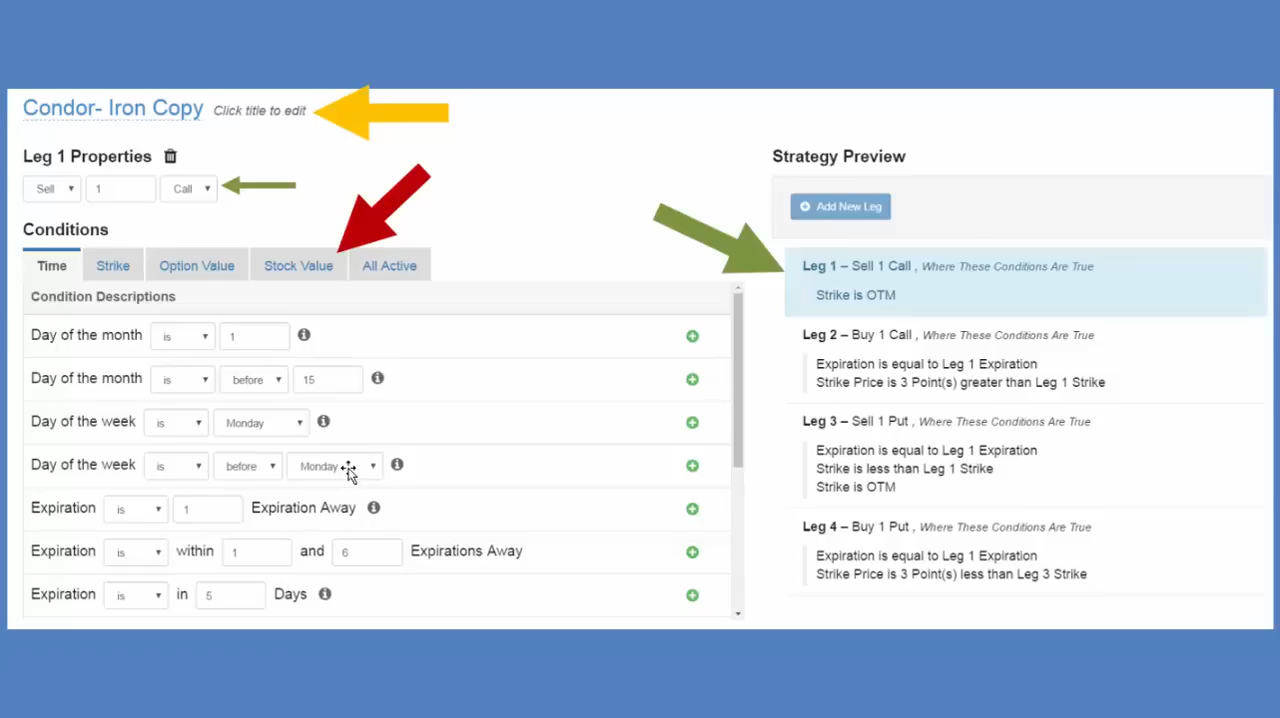 Condor- Iron Copy Click title to edit
Leg 1 Properties
Sell 1 Call
Conditions
Time Strike Option Value Stock Value All Active
Condition Descriptions
Day of the month is 1
Day of the month is before 15
Day of the week is Monday
Day of the week is before Monday
Expiration is 1 Expiration Away
Expiration is within 1 and 6 Expirations Away
Expiration is in 5 Days
Strategy Preview
Add New Leg
Leg 1 – Sell 1 Call , Where These Conditions Are True
Strike is OTM
Leg 2 – Buy 1 Call , Where These Conditions Are True
Expiration is equal to Leg 1 Expiration
Strike Price is 3 Point(s) greater than Leg 1 Strike
Leg 3 – Sell 1 Put , Where These Conditions Are True
Expiration is equal to Leg 1 Expiration
Strike is less than Leg 1 Strike
Strike is OTM
Leg 4 – Buy 1 Put , Where These Conditions Are True
Expiration is equal to Leg 1 Expiration
Strike Price is 3 Point(s) less than Leg 3 Strike